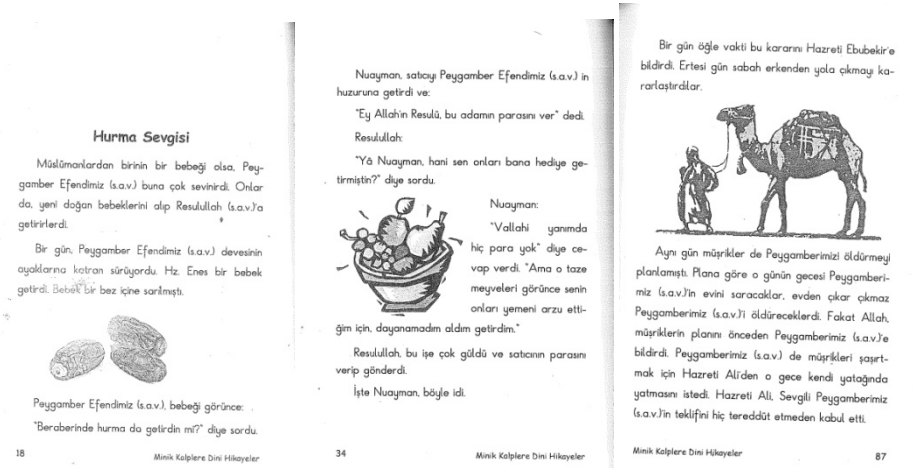 Hurma Sevgisi
Müslümanlardan birinin bir bebeği olsa, Pey-
gamber Efendimiz (s.a.v.) buna çok sevinirdi. Onlar
da, yeni doğan bebeklerini alıp Resulullah (s.a.v.)'a
getirirlerdi.
Bir gün, Peygamber Efendimiz (s.a.v.) devesinin
ayaklarına katran sürüyordu. Hz. Enes bir bebek
getirdi. Bebek bir bez içine sarılmıştı.
Peygamber Efendimiz (s.a.v.), bebeği görünce:
"Beraberinde hurma da getirdin mi?" diye sordu.
18
Minik Kalplere Dini Hikayeler
Nuayman, satıcıyı Peygamber Efendimiz (s.a.v.) in
huzuruna getirdi ve:
"Ey Allah'ın Resulü, bu adamın parasını ver" dedi.
Resulullah:
"Yâ Nuayman, hani sen onları bana hediye ge-
tirmiştin?" diye sordu.
Nuayman:
"Vallahi yanımda
hiç para yok" diye ce-
vap verdi. "Ama o taze
meyveleri görünce senin
onları yemeni arzu etti-
ğim için, dayanamadım aldım getirdim."
Resulullah, bu işe çok güldü ve satıcının parasını
verip gönderdi.
İşte Nuayman, böyle idi.
34
Minik Kalplere Dini Hikayeler
Bir gün öğle vakti bu kararını Hazreti Ebubekir'e
bildirdi. Ertesi gün sabah erkenden yola çıkmayı ka-
rarlaştırdılar.
Aynı gün müşrikler de Peygamberimizi öldürmeyi
planlamıştı. Plana göre o günün gecesi Peygamberi-
miz (s.a.v.)'in evini saracaklar, evden çıkar çıkmaz
Peygamberimiz (s.a.v.)'i öldüreceklerdi. Fakat Allah,
müşriklerin planını önceden Peygamberimiz (s.a.v.)'e
bildirdi. Peygamberimiz (s.a.v.) de müşrikleri şaşırt-
mak için Hazreti Ali'den o gece kendi yatağında
yatmasını istedi. Hazreti Ali, Sevgili Peygamberimiz
(s.a.v.)'in teklifini hiç tereddüt etmeden kabul etti.
Minik Kalplere Dini Hikayeler
87